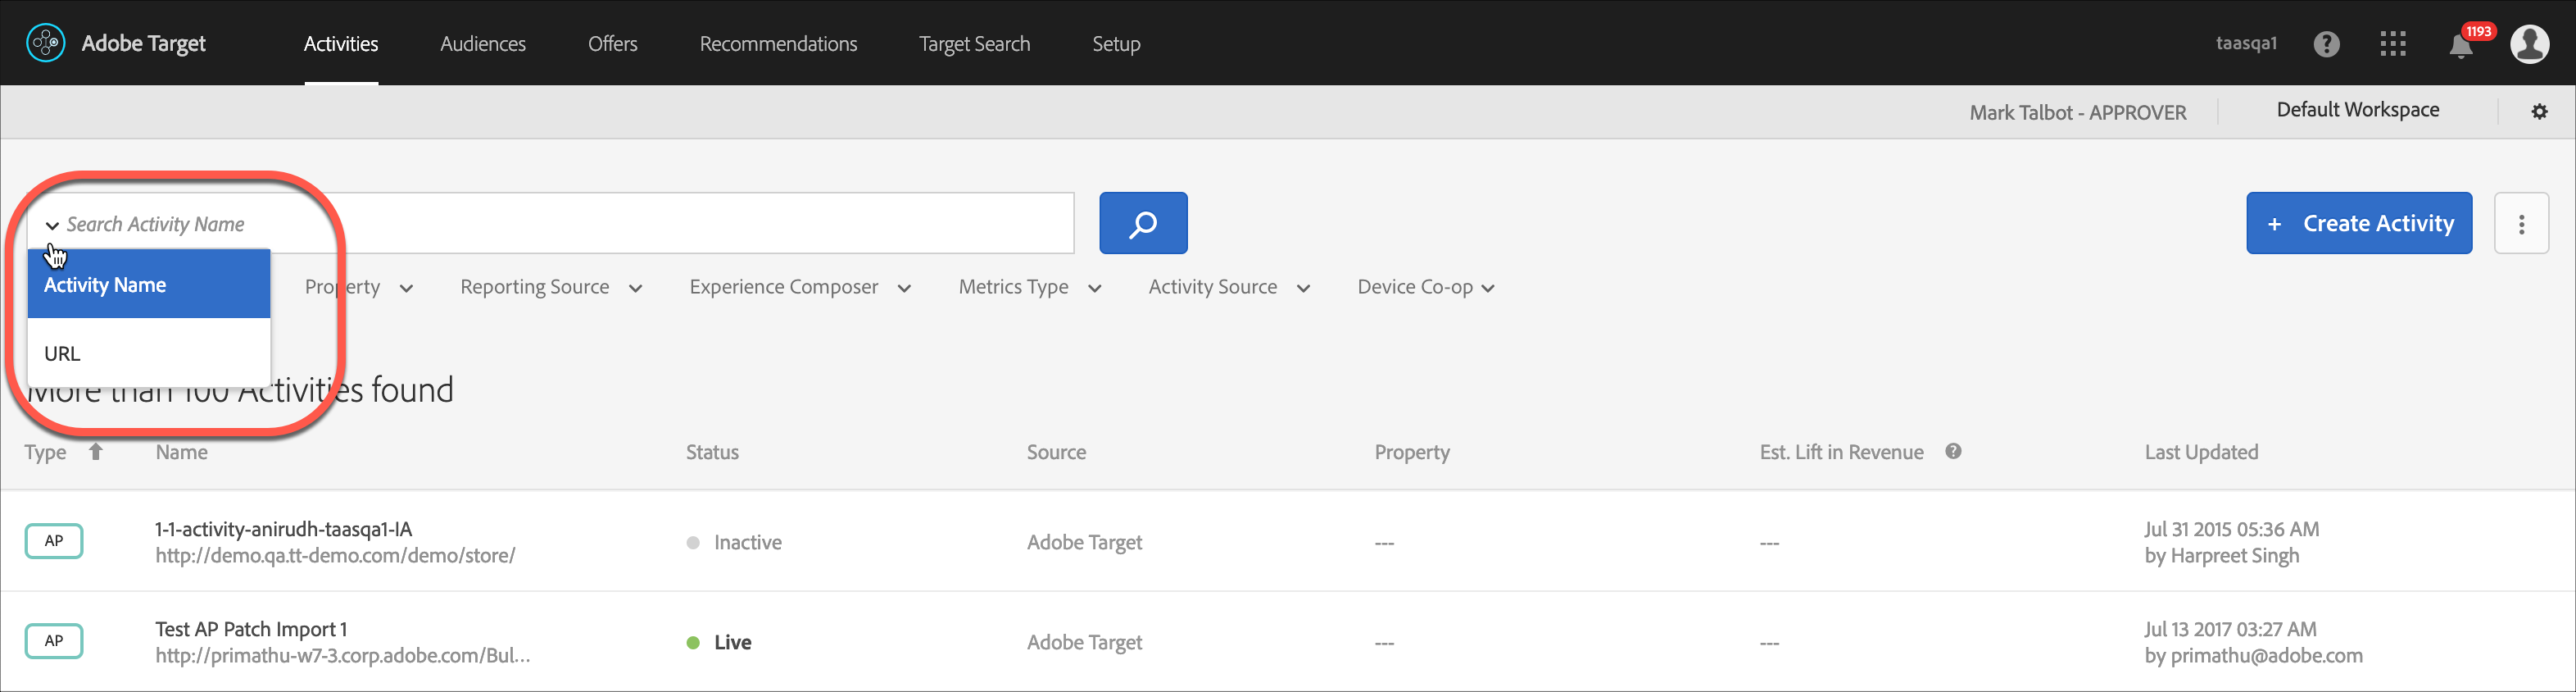 Adobe Target
Activities
Audiences
Offers
Recommendations
Target Search
Setup
taasqa1
1193
Mark Talbot - APPROVER
Default Workspace
Search Activity Name
+ Create Activity
Activity Name
URL
Property
Reporting Source
Experience Composer
Metrics Type
Activity Source
Device Co-op
More than 100 Activities found
Type
Name
Status
Source
Property
Est. Lift in Revenue
Last Updated
AP
1-1-activity-anirudh-taasqa1-IA
http://demo.qa.tt-demo.com/demo/store/
Inactive
Adobe Target
---
---
Jul 31 2015 05:36 AM
by Harpreet Singh
AP
Test AP Patch Import 1
http://primathu-w7-3.corp.adobe.com/Bul...
Live
Adobe Target
---
---
Jul 13 2017 03:27 AM
by primathu@adobe.com